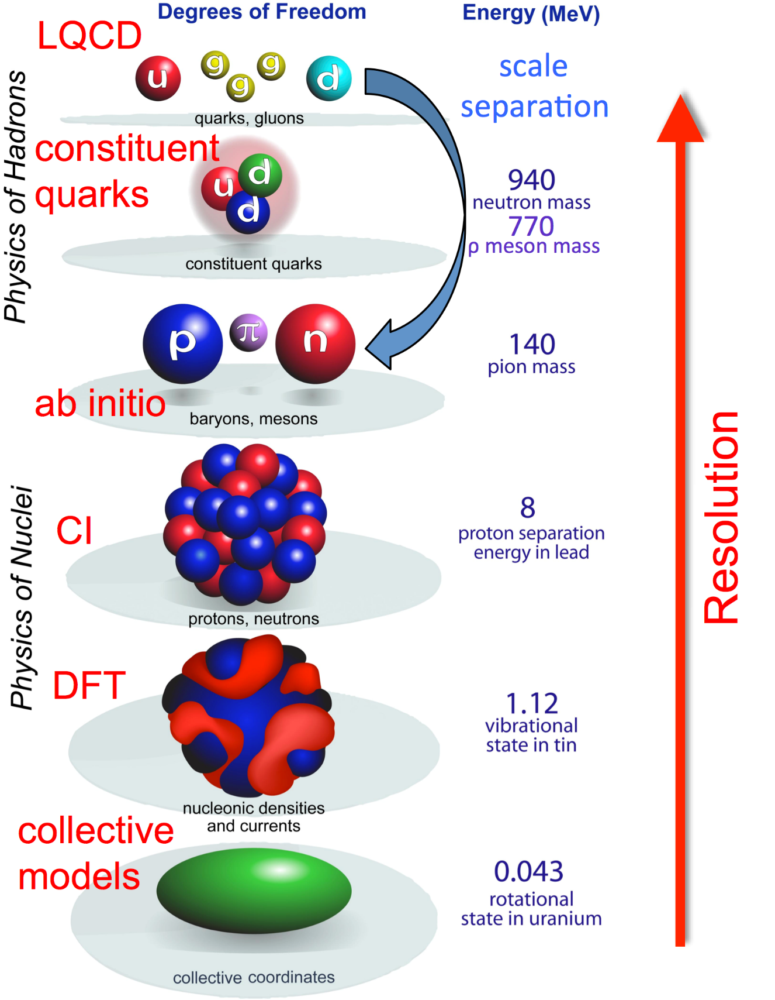 Degrees of Freedom
Energy (MeV)
LQCD
u
g
g
g
d
quarks, gluons
scale
separation
Physics of Hadrons
constituent
quarks
u
d
d
constituent quarks
940
neutron mass
770
ρ meson mass
p
π
n
140
pion mass
ab initio
baryons, mesons
Resolution
Physics of Nuclei
CI
8
proton separation
energy in lead
protons, neutrons
DFT
1.12
vibrational
state in tin
nucleonic densities
and currents
collective
models
0.043
rotational
state in uranium
collective coordinates